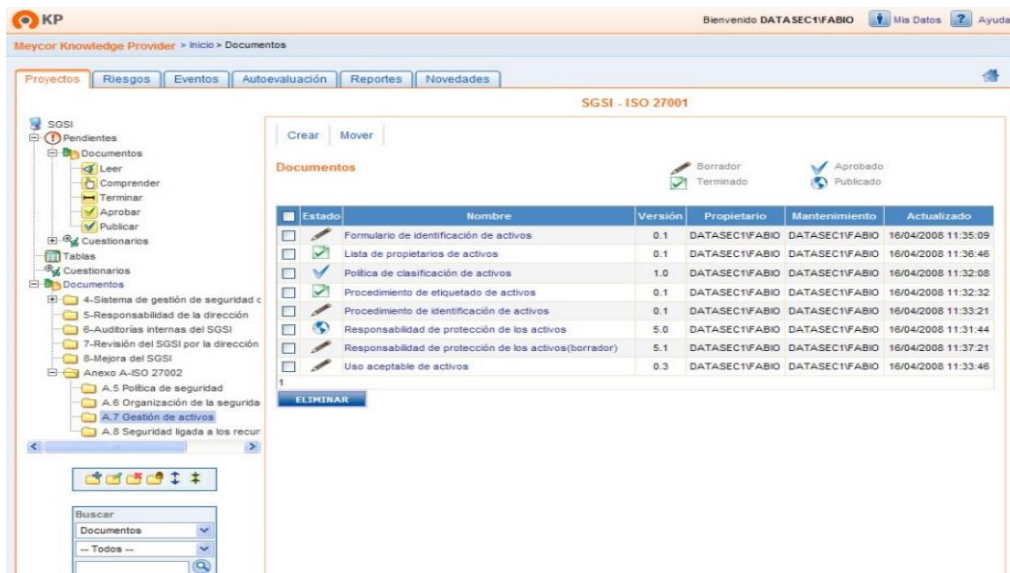 KP
Bienvenido DATASEC1\FABIO Mis Datos Ayuda
Meycor Knowledge Provider > Inicio > Documentos
Proyectos Riesgos Eventos Autoevaluación Reportes Novedades
SGSI - ISO 27001
SGSI
Pendientes
Documentos
Leer
Comprender
Terminar
Aprobar
Publicar
Cuestionarios
Tablas
Cuestionarios
Documentos
4-Sistema de gestión de seguridad c
5-Responsabilidad de la dirección
6-Auditorías internas del SGSI
7-Revisión del SGSI por la dirección
8-Mejora del SGSI
Anexo A-ISO 27002
A.5 Política de seguridad
A.6 Organización de la segurida
A.7 Gestión de activos
A.8 Seguridad ligada a los recur
Buscar
Documentos
-- Todos --
Crear Mover
Documentos
Borrador Aprobado
Terminado Publicado
Estado Nombre Versión Propietario Mantenimiento Actualizado
Formulario de identificación de activos 0.1 DATASEC1\FABIO DATASEC1\FABIO 16/04/2008 11:35:09
Lista de propietarios de activos 0.1 DATASEC1\FABIO DATASEC1\FABIO 16/04/2008 11:36:46
Política de clasificación de activos 1.0 DATASEC1\FABIO DATASEC1\FABIO 16/04/2008 11:32:08
Procedimiento de etiquetado de activos 0.1 DATASEC1\FABIO DATASEC1\FABIO 16/04/2008 11:32:32
Procedimiento de identificación de activos 0.1 DATASEC1\FABIO DATASEC1\FABIO 16/04/2008 11:33:21
Responsabilidad de protección de los activos 5.0 DATASEC1\FABIO DATASEC1\FABIO 16/04/2008 11:31:44
Responsabilidad de protección de los activos(borrador) 5.1 DATASEC1\FABIO DATASEC1\FABIO 16/04/2008 11:37:21
Uso aceptable de activos 0.3 DATASEC1\FABIO DATASEC1\FABIO 16/04/2008 11:33:46
1
ELIMINAR